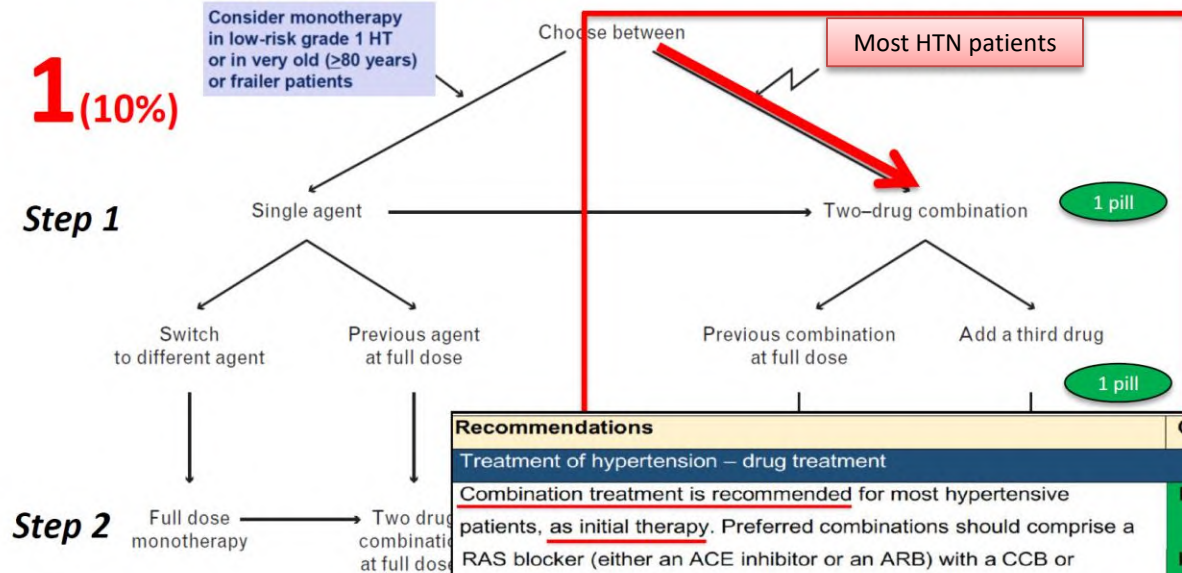 Consider monotherapy
in low-risk grade 1 HT
or in very old (≥80 years)
or frailer patients
Choose between
Most HTN patients
1 (10%)
Step 1
Single agent
Two–drug combination
1 pill
Switch
to different agent
Previous agent
at full dose
Previous combination
at full dose
Add a third drug
1 pill
Recommendations
Treatment of hypertension – drug treatment
Combination treatment is recommended for most hypertensive
patients, as initial therapy. Preferred combinations should comprise a
RAS blocker (either an ACE inhibitor or an ARB) with a CCB or
Step 2
Full dose
monotherapy
Two drug
at full dose